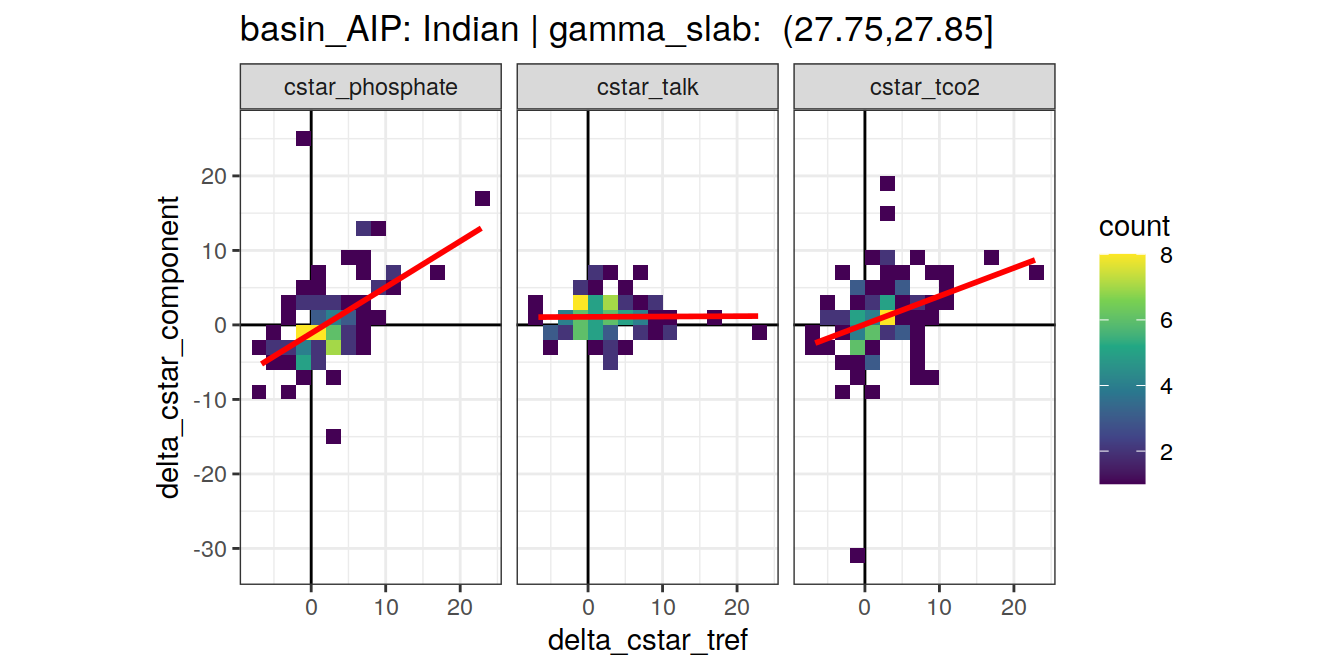 basin_AIP: Indian | gamma_slab:  (27.75,27.85]
cstar_phosphate
cstar_talk
cstar_tco2
20
10
0
-10
-20
-30
delta_cstar_component
0 10 20
0 10 20
0 10 20
delta_cstar_tref
count
8
6
4
2